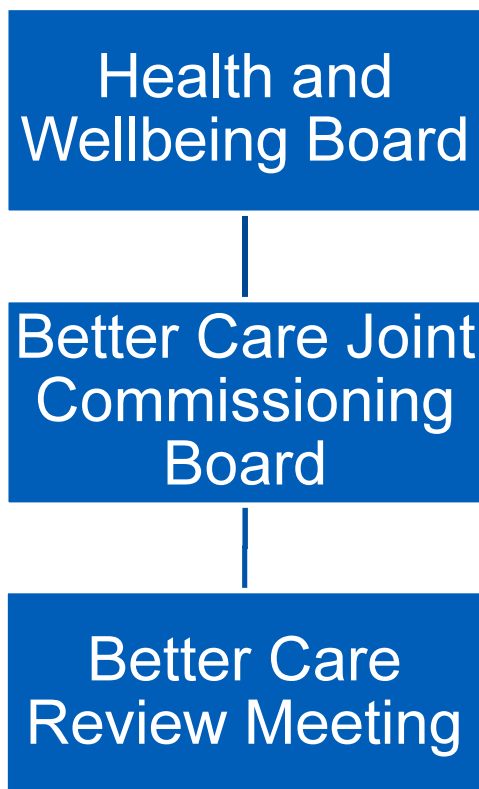 Health and
Wellbeing Board
Better Care Joint
Commissioning
Board
Better Care
Review Meeting